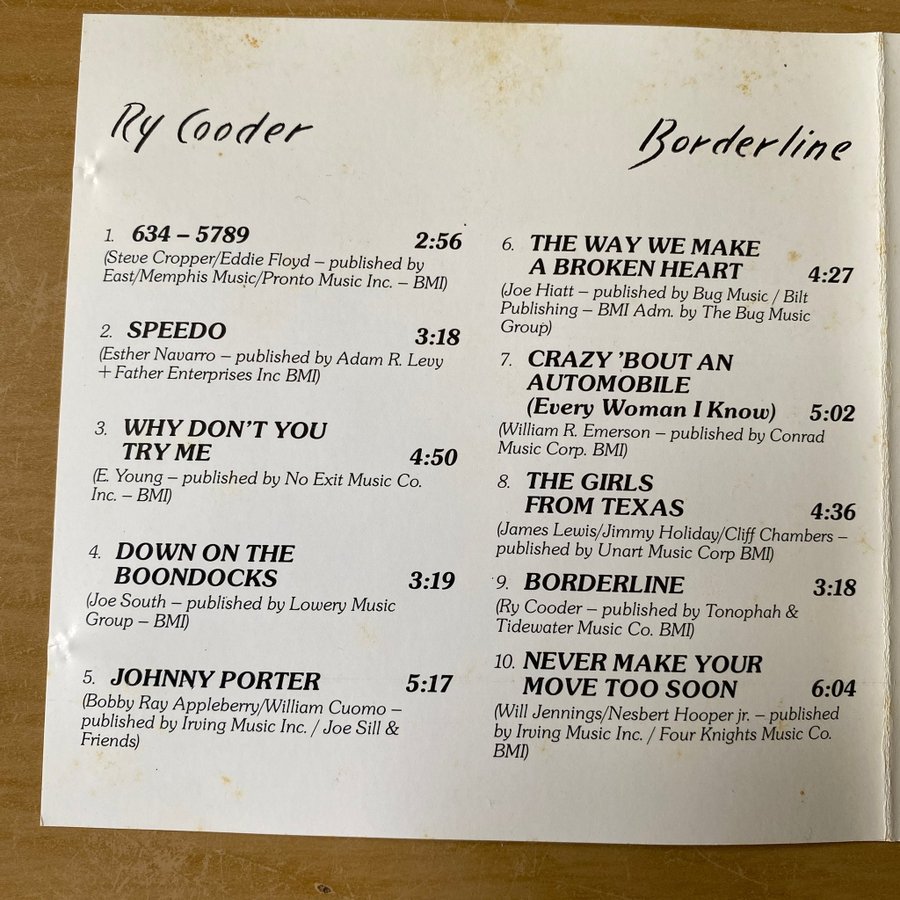 Ry Cooder
Borderline
1. 634 – 5789 2:56
(Steve Cropper/Eddie Floyd – published by
East/Memphis Music/Pronto Music Inc. – BMI)
2. SPEEDO 3:18
(Esther Navarro – published by Adam R. Levy
+ Father Enterprises Inc BMI)
3. WHY DON'T YOU
TRY ME 4:50
(E. Young – published by No Exit Music Co.
Inc. – BMI)
4. DOWN ON THE
BOONDOCKS 3:19
(Joe South – published by Lowery Music
Group – BMI)
5. JOHNNY PORTER 5:17
(Bobby Ray Appleberry/William Cuomo –
published by Irving Music Inc. / Joe Sill &
Friends)
6. THE WAY WE MAKE
A BROKEN HEART 4:27
(Joe Hiatt – published by Bug Music / Bilt
Publishing – BMI Adm. by The Bug Music
Group)
7. CRAZY 'BOUT AN
AUTOMOBILE
(Every Woman I Know) 5:02
(William R. Emerson – published by Conrad
Music Corp. BMI)
8. THE GIRLS
FROM TEXAS 4:36
(James Lewis/Jimmy Holiday/Cliff Chambers –
published by Unart Music Corp BMI)
9. BORDERLINE 3:18
(Ry Cooder – published by Tonophah &
Tidewater Music Co. BMI)
10. NEVER MAKE YOUR
MOVE TOO SOON 6:04
(Will Jennings/Nesbert Hooper jr. – published
by Irving Music Inc. / Four Knights Music Co.
BMI)